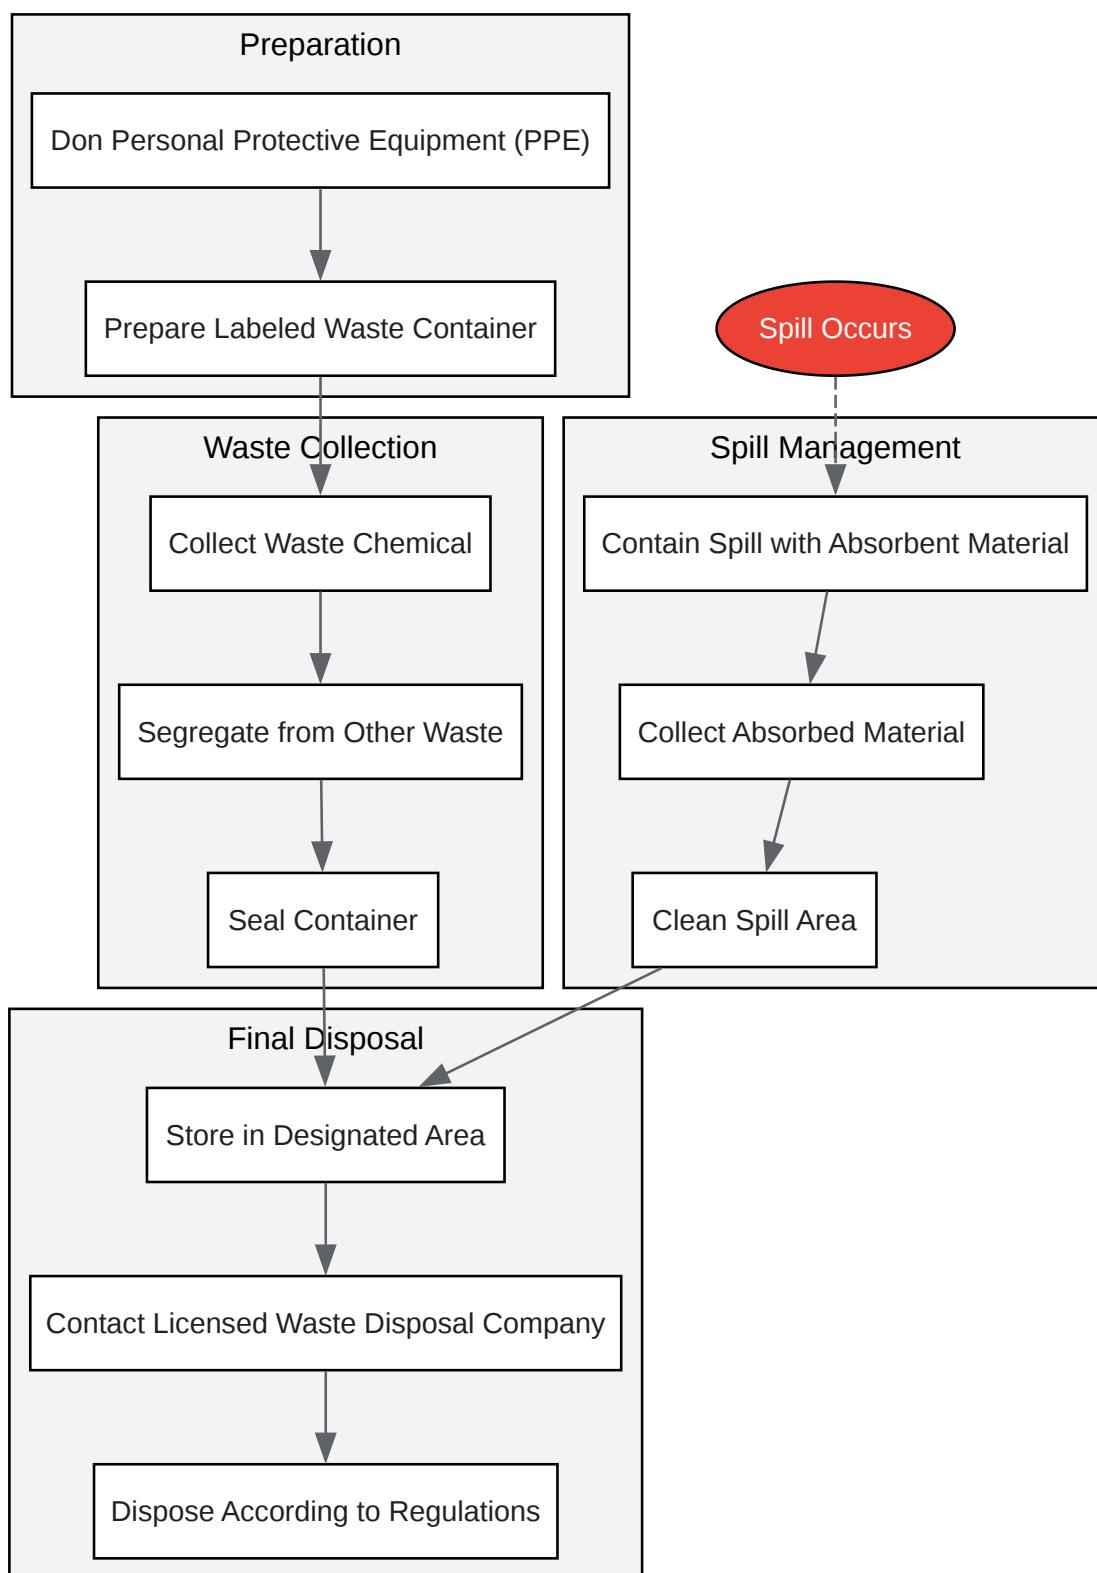 Preparation
Don Personal Protective Equipment (PPE)
Prepare Labeled Waste Container
Spill Occurs
Waste Collection
Collect Waste Chemical
Segregate from Other Waste
Seal Container
Spill Management
Contain Spill with Absorbent Material
Collect Absorbed Material
Clean Spill Area
Final Disposal
Store in Designated Area
Contact Licensed Waste Disposal Company
Dispose According to Regulations